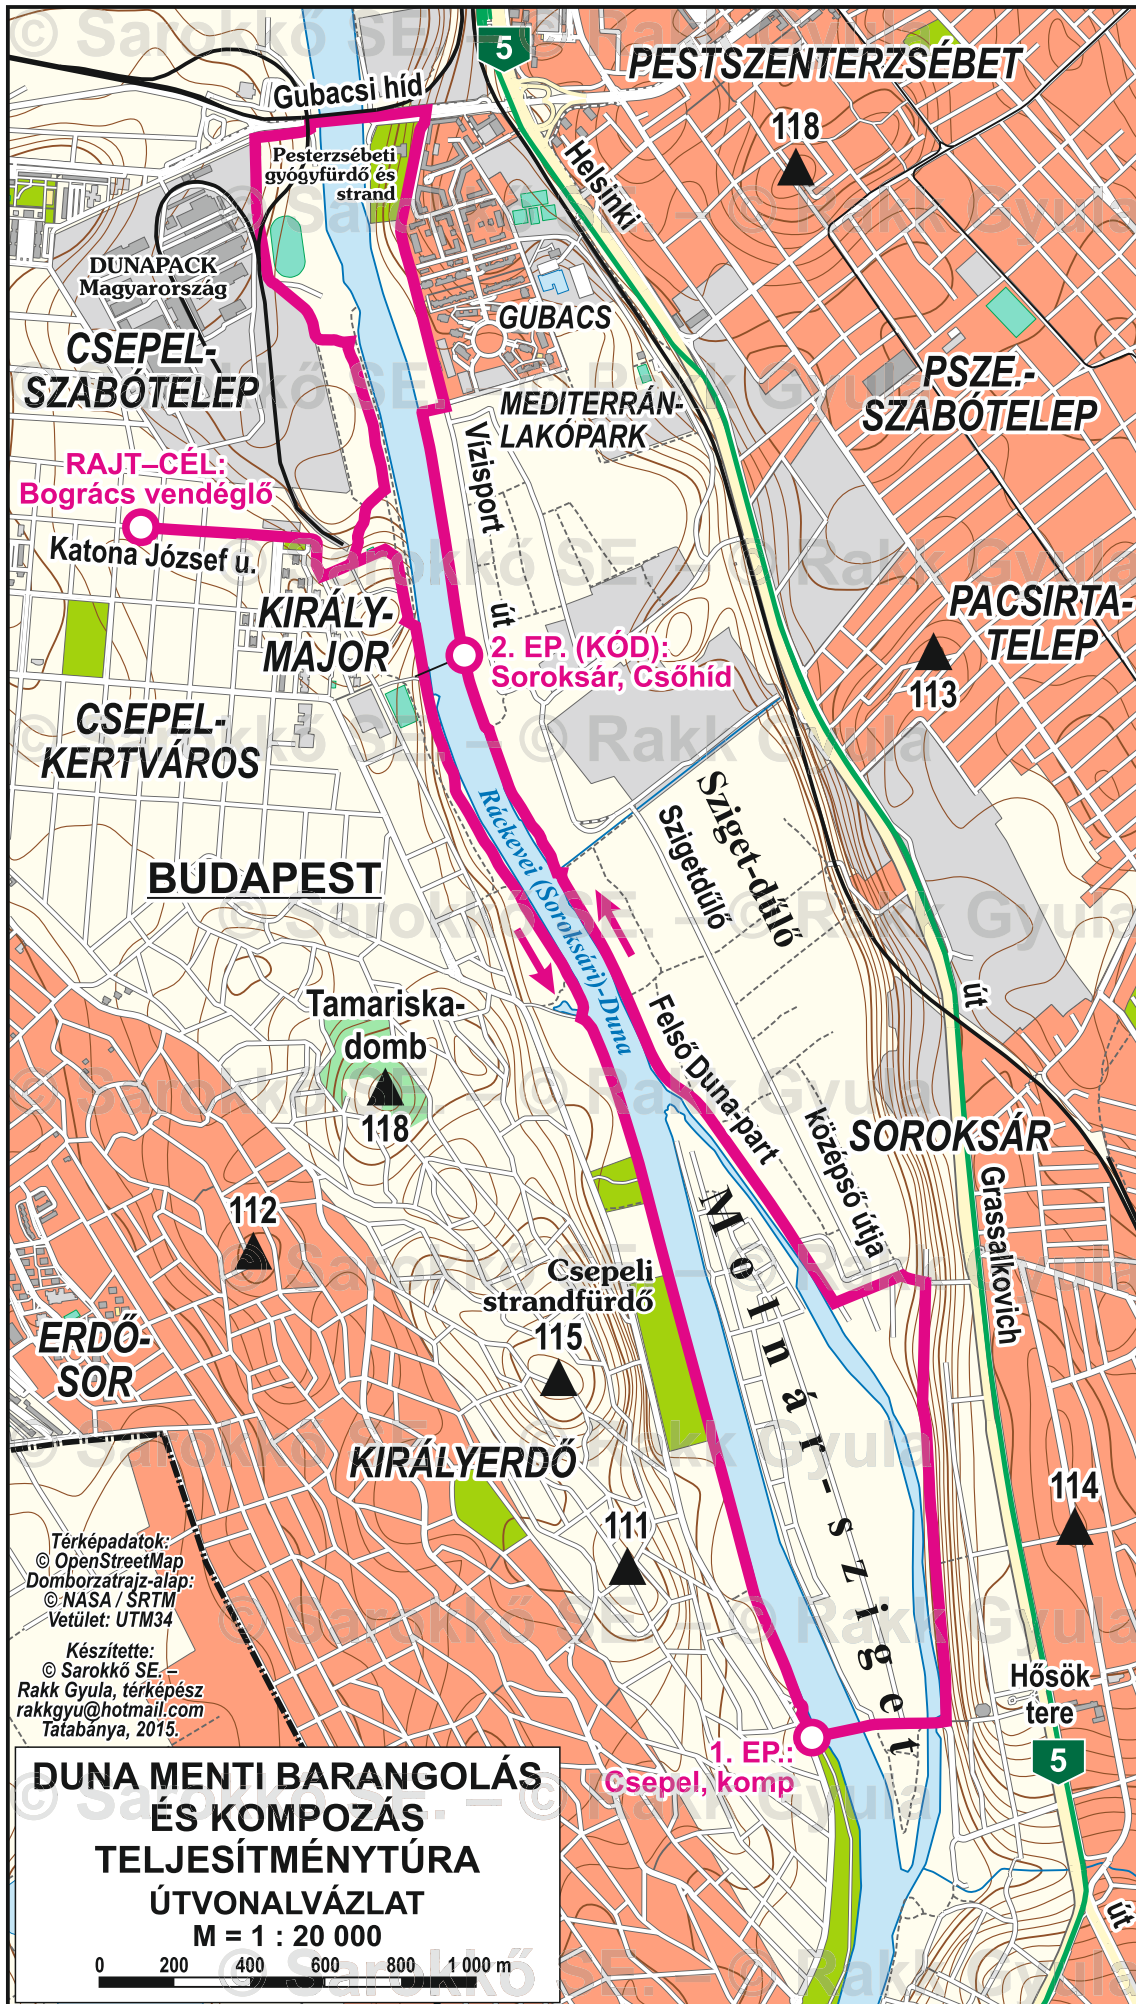 © Sarokkő SE. – © Rakk Gyula
5
PESTSZENTERZSÉBET
Gubacsi híd
118
Pesterzsébeti
gyógyfürdő és
strand
Helsinki
DUNAPACK
Magyarország
GUBACS
CSEPEL-
SZABÓTELEP
PSZE.-
SZABÓTELEP
MEDITERRÁN-
LAKÓPARK
Vízisport
út
RAJT–CÉL:
Bogrács vendéglő
Katona József u.
KIRÁLY-
MAJOR
PACSIRTA-
TELEP
2. EP. (KÓD):
Soroksár, Csőhíd
113
CSEPEL-
KERTVÁROS
Ráckevei (Soroksári)-Duna
Sziget-dűlő
Szigetdűlő
BUDAPEST
út
Tamariska-
domb
118
Felső Duna-part
középső útja
SOROKSÁR
Grassalkovich
112
Molnár-sziget
Csepeli
strandfürdő
115
ERDŐ-
SOR
KIRÁLYERDŐ
111
114
Térképadatok:
© OpenStreetMap
Domborzatrajz-alap:
© NASA / SRTM
Vetület: UTM34
Készítette:
© Sarokkő SE. –
Rakk Gyula, térképész
rakkgyu@hotmail.com
Tatabánya, 2015.
Hősök
tere
5
1. EP.:
Csepel, komp
út
DUNA MENTI BARANGOLÁS
ÉS KOMPOZÁS
TELJESÍTMÉNYTÚRA
ÚTVONALVÁZLAT
M = 1 : 20 000
0 200 400 600 800 1 000 m